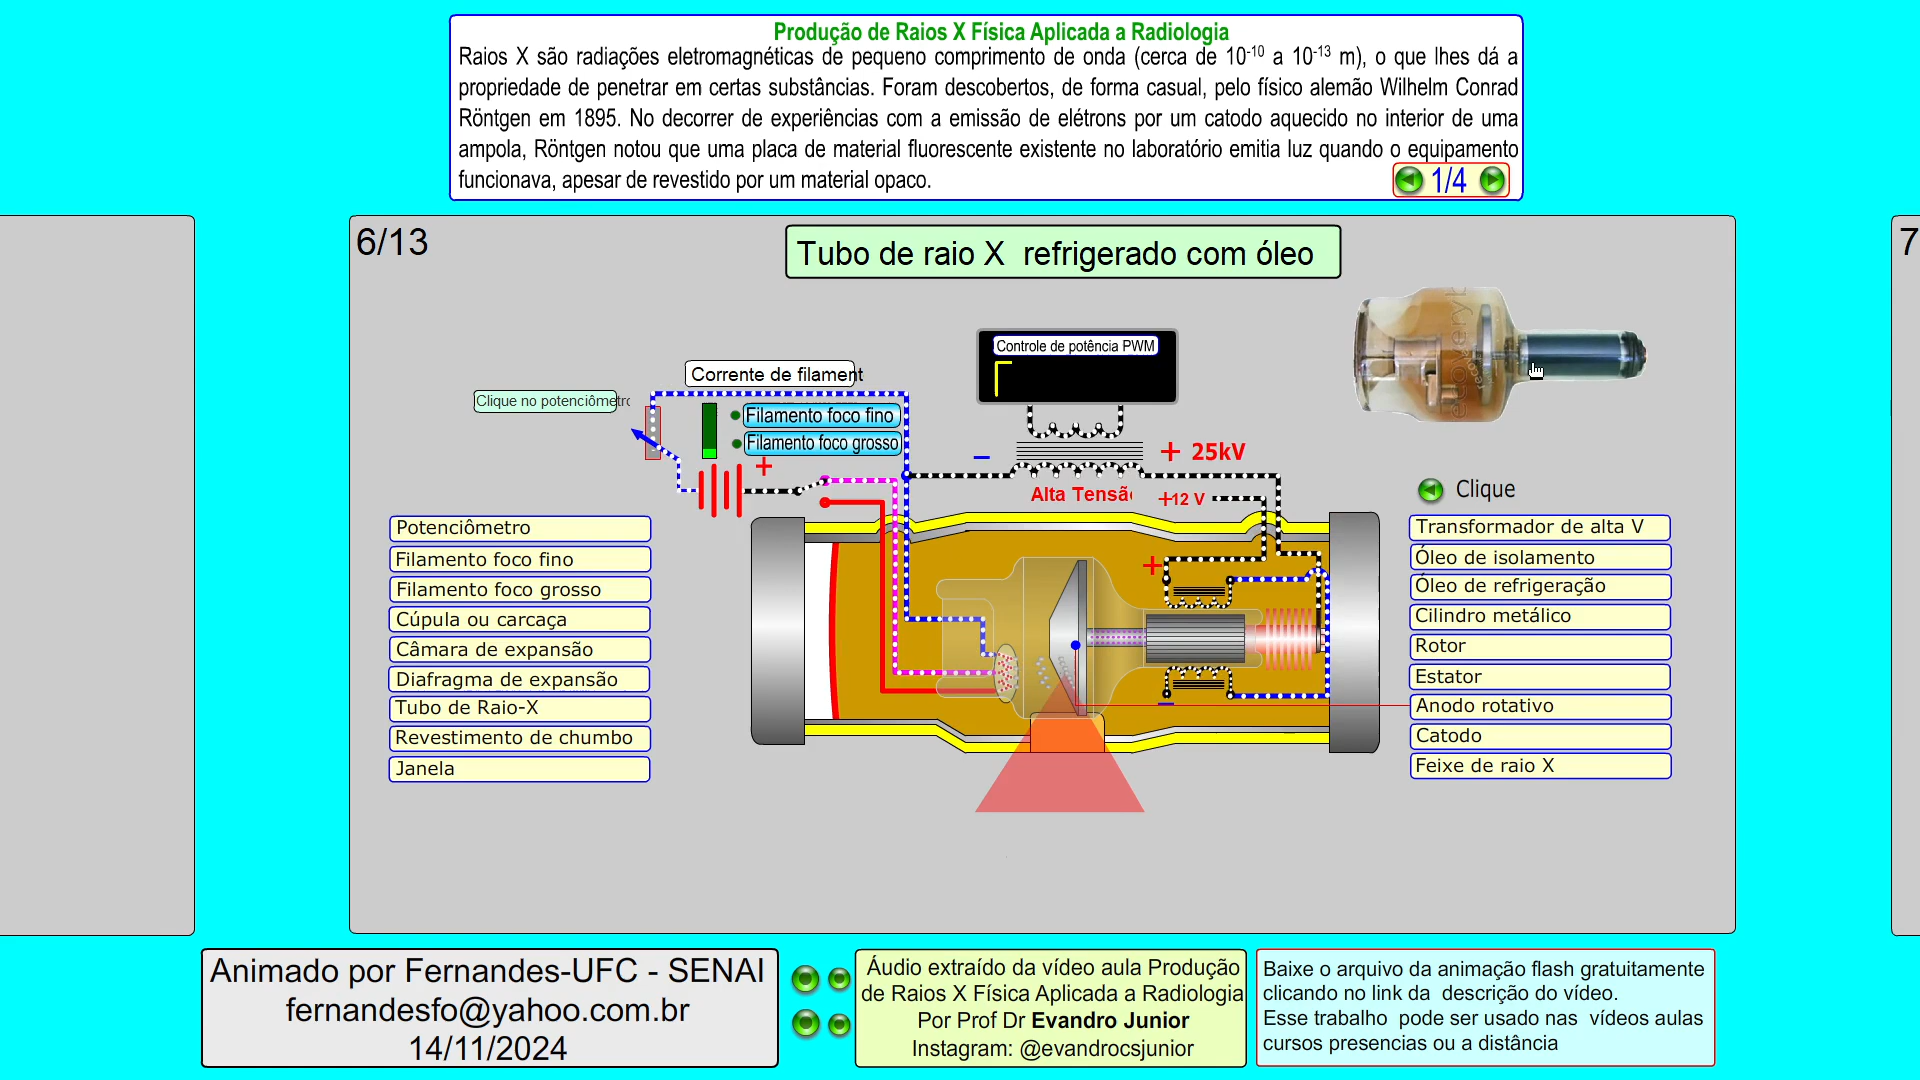 Produção de Raios X Física Aplicada a Radiologia
Raios X são radiações eletromagnéticas de pequeno comprimento de onda (cerca de 10⁻¹⁰ a 10⁻¹³ m), o que lhes dá a
propriedade de penetrar em certas substâncias. Foram descobertos, de forma casual, pelo físico alemão Wilhelm Conrad
Röntgen em 1895. No decorrer de experiências com a emissão de elétrons por um catodo aquecido no interior de uma
ampola, Röntgen notou que uma placa de material fluorescente existente no laboratório emitia luz quando o equipamento
funcionava, apesar de revestido por um material opaco.
1/4
6/13
7
Tubo de raio X refrigerado com óleo
Controle de potência PWM
Corrente de filament
Clique no potenciômetro
Filamento foco fino
Filamento foco grosso
+
−
+ 25kV
Alta Tensão
+12 V
+
−
Clique
Potenciômetro
Filamento foco fino
Filamento foco grosso
Cúpula ou carcaça
Câmara de expansão
Diafragma de expansão
Tubo de Raio-X
Revestimento de chumbo
Janela
Transformador de alta V
Óleo de isolamento
Óleo de refrigeração
Cilindro metálico
Rotor
Estator
Anodo rotativo
Catodo
Feixe de raio X
Animado por Fernandes-UFC - SENAI
fernandesfo@yahoo.com.br
14/11/2024
Áudio extraído da vídeo aula Produção
de Raios X Física Aplicada a Radiologia
Por Prof Dr Evandro Junior
Instagram: @evandrocsjunior
Baixe o arquivo da animação flash gratuitamente
clicando no link da descrição do vídeo.
Esse trabalho pode ser usado nas vídeos aulas
cursos presencias ou a distância